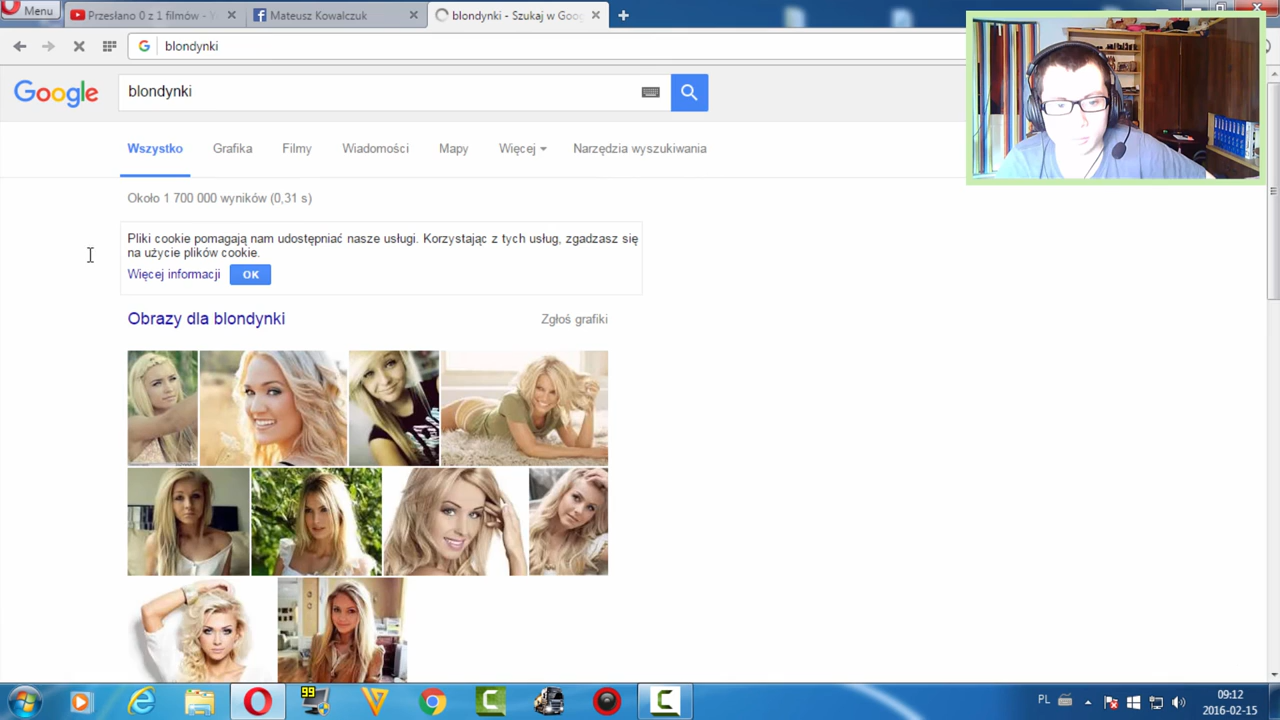 Menu
Przesłano 0 z 1 filmów - Y
Mateusz Kowalczuk
blondynki - Szukaj w Goog
blondynki
Google
blondynki
Wszystko Grafika Filmy Wiadomości Mapy Więcej Narzędzia wyszukiwania
Około 1 700 000 wyników (0,31 s)
Pliki cookie pomagają nam udostępniać nasze usługi. Korzystając z tych usług, zgadzasz się
na użycie plików cookie.
Więcej informacji OK
Obrazy dla blondynki Zgłoś grafiki
99
PL
09:12
2016-02-15